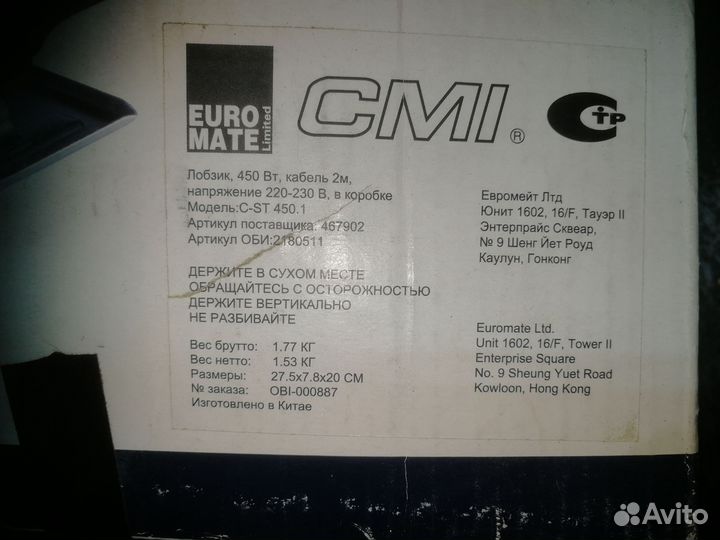 EURO
MATE
Limited
CMI®
C тР
Лобзик, 450 Вт, кабель 2м,
напряжение 220-230 В, в коробке
Модель:C-ST 450.1
Артикул поставщика: 467902
Артикул ОБИ:2180511
ДЕРЖИТЕ В СУХОМ МЕСТЕ
ОБРАЩАЙТЕСЬ С ОСТОРОЖНОСТЬЮ
ДЕРЖИТЕ ВЕРТИКАЛЬНО
НЕ РАЗБИВАЙТЕ
Вес брутто: 1.77 КГ
Вес нетто: 1.53 КГ
Размеры: 27.5x7.8x20 СМ
№ заказа: OBI-000887
Изготовлено в Китае
Евромейт Лтд
Юнит 1602, 16/F, Тауэр II
Энтерпрайс Сквеар,
№ 9 Шенг Йет Роуд
Каулун, Гонконг
Euromate Ltd.
Unit 1602, 16/F, Tower II
Enterprise Square
No. 9 Sheung Yuet Road
Kowloon, Hong Kong
Avito